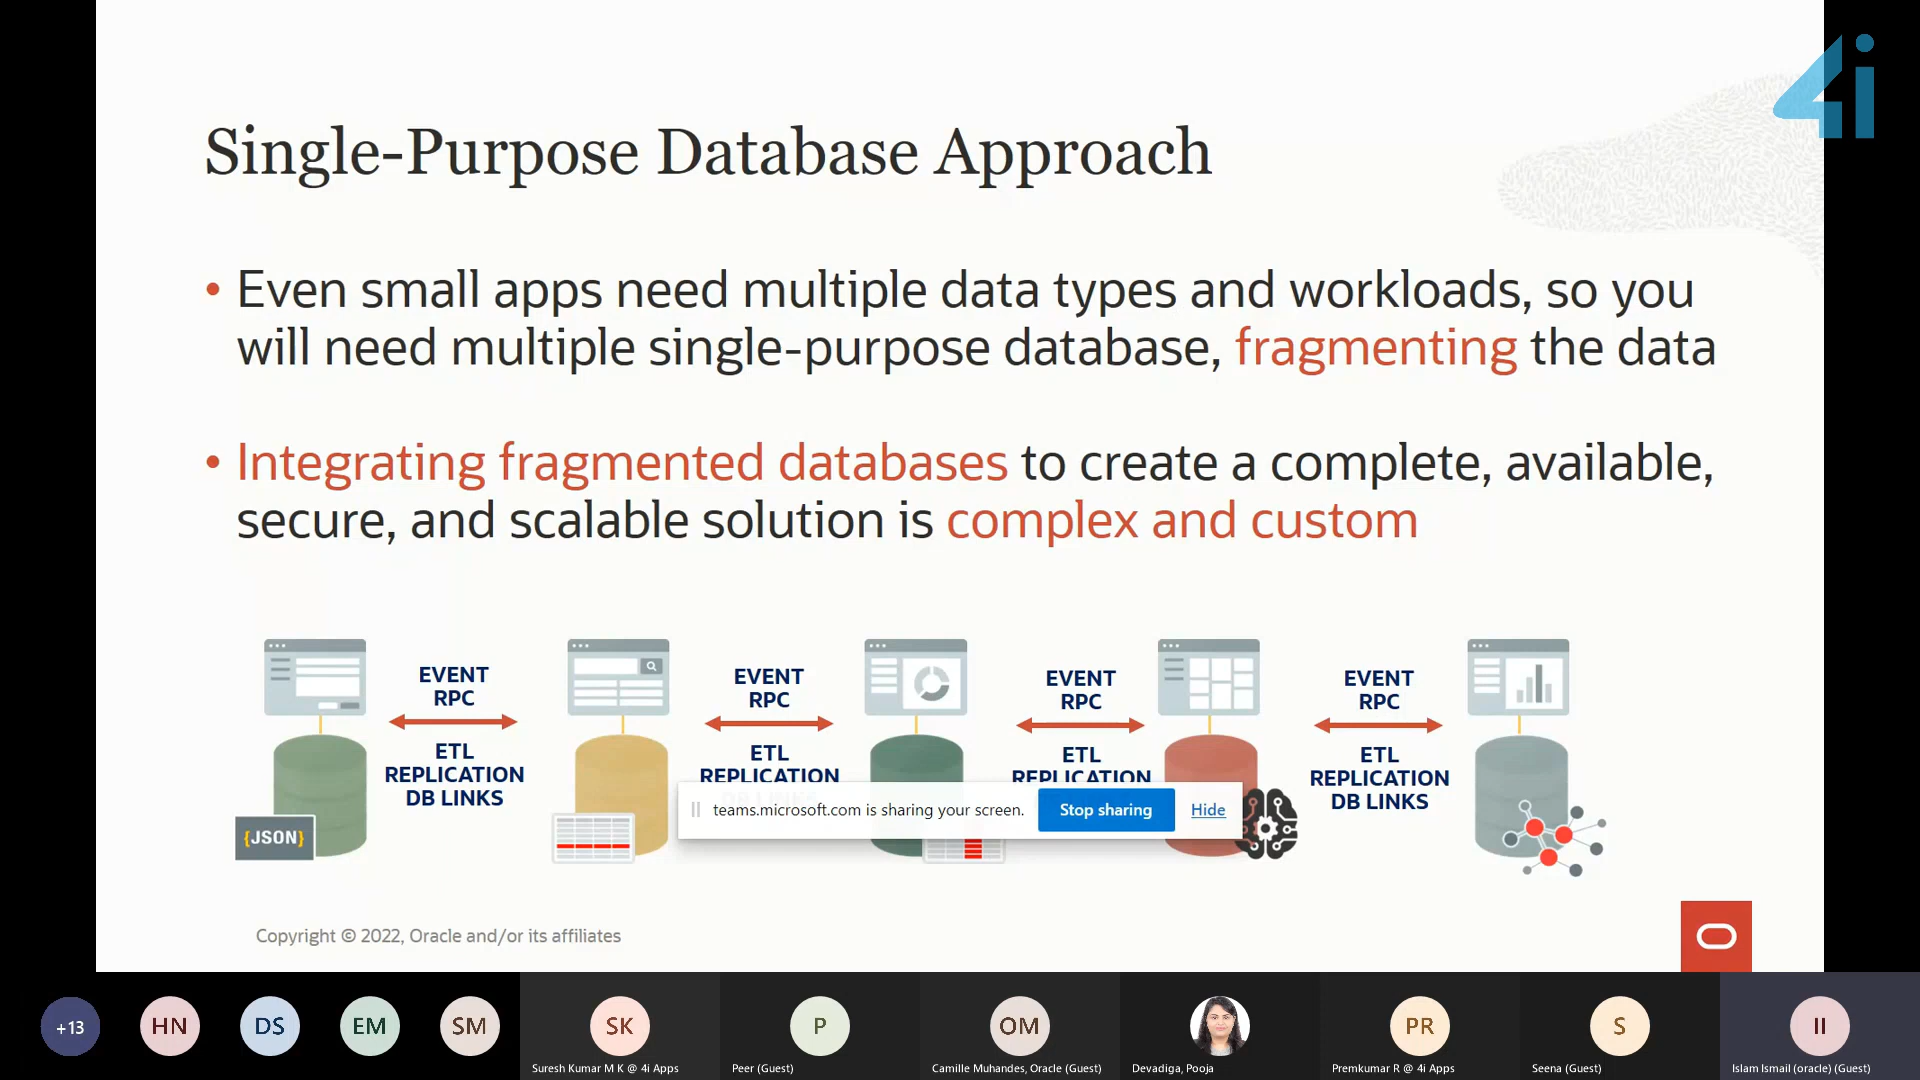 4i
Single-Purpose Database Approach
• Even small apps need multiple data types and workloads, so you
will need multiple single-purpose database, fragmenting the data
• Integrating fragmented databases to create a complete, available,
secure, and scalable solution is complex and custom
EVENT
RPC
ETL
REPLICATION
DB LINKS
EVENT
RPC
ETL
REPLICATION
DB LINKS
EVENT
RPC
ETL
REPLICATION
EVENT
RPC
ETL
REPLICATION
DB LINKS
{JSON}
teams.microsoft.com is sharing your screen.
Stop sharing
Hide
Copyright © 2022, Oracle and/or its affiliates
+13
HN
DS
EM
SM
SK
P
OM
PR
S
II
Suresh Kumar M K @ 4i Apps
Peer (Guest)
Camille Muhandes, Oracle (Guest)
Devadiga, Pooja
Premkumar R @ 4i Apps
Seena (Guest)
Islam Ismail (oracle) (Guest)